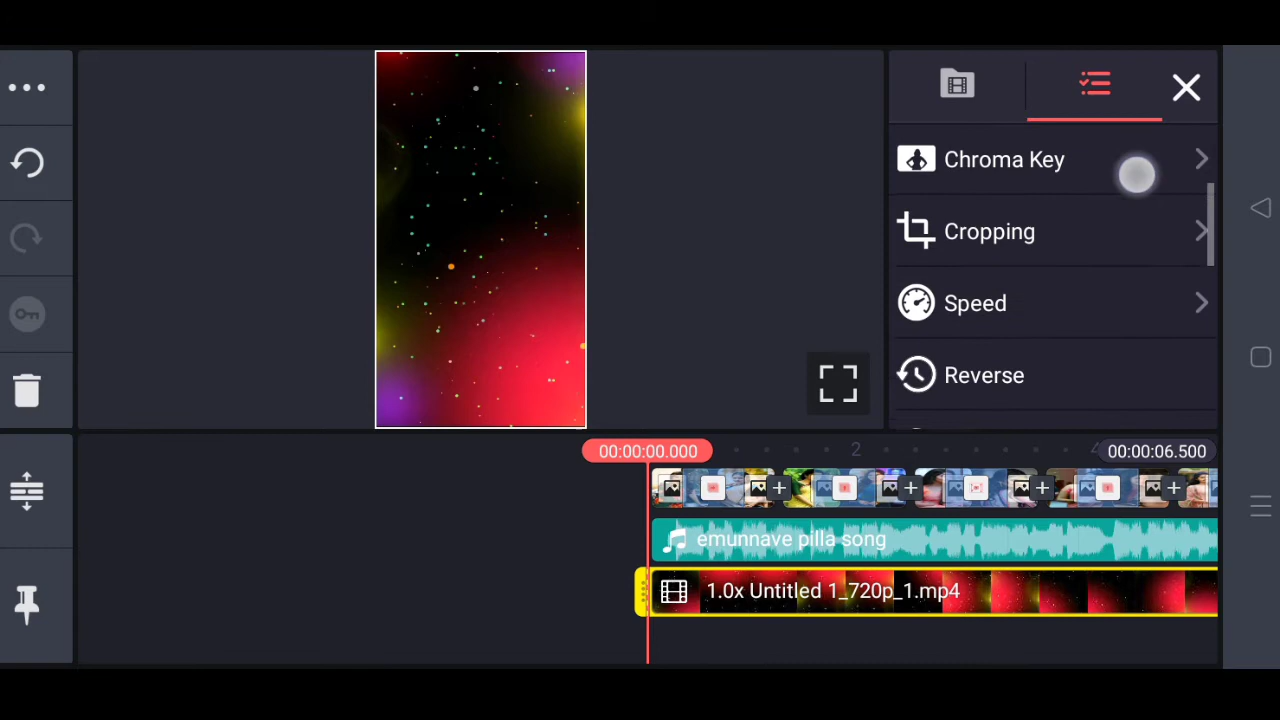 Chroma Key
Cropping
Speed
Reverse
00:00:00.000
2
00:00:06.500
emunnave pilla song
1.0x Untitled 1_720p_1.mp4